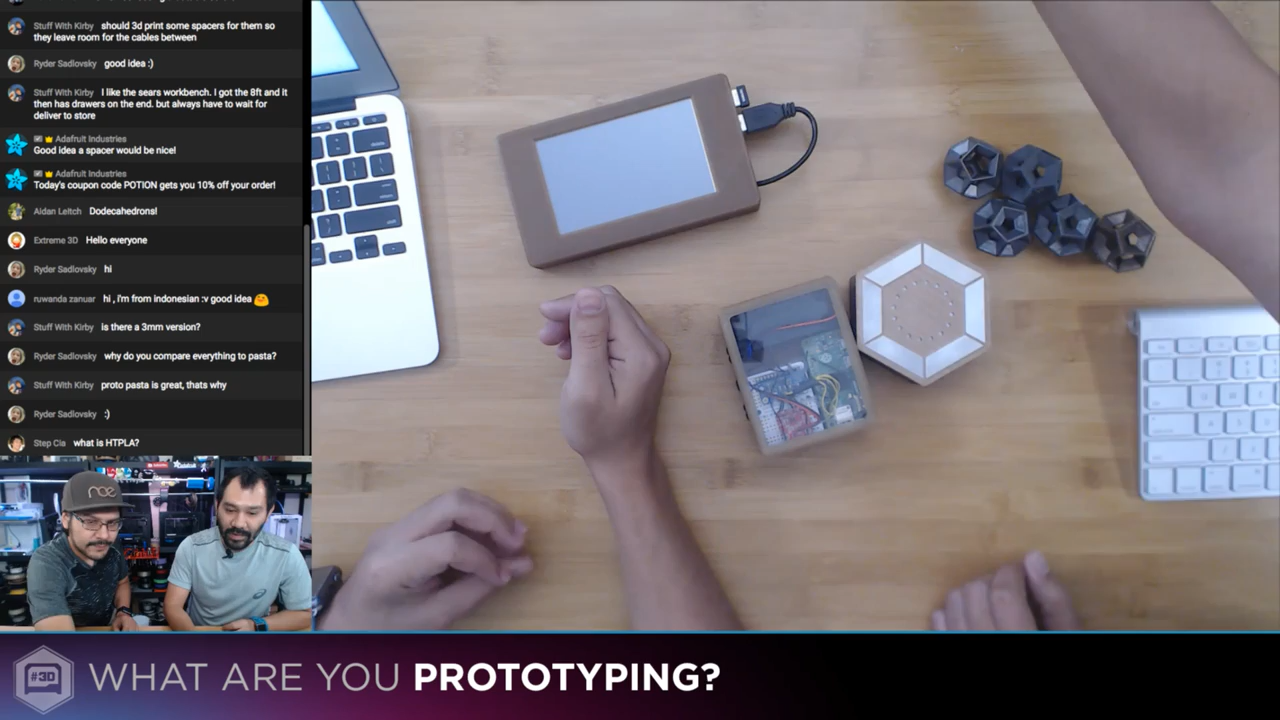 Stuff With Kirby should 3d print some spacers for them so
they leave room for the cables between
Ryder Sadlovsky good idea :)
Stuff With Kirby I like the sears workbench. I got the 8ft and it
then has drawers on the end. but always have to wait for
deliver to store
Adafruit Industries
Good idea a spacer would be nice!
Adafruit Industries
Today's coupon code POTION gets you 10% off your order!
Aidan Leitch Dodecahedrons!
Extreme 3D Hello everyone
Ryder Sadlovsky hi
ruwanda zanuar hi , i'm from indonesian :v good idea 🤗
Stuff With Kirby is there a 3mm version?
Ryder Sadlovsky why do you compare everything to pasta?
Stuff With Kirby proto pasta is great, thats why
Ryder Sadlovsky :)
Step Cia what is HTPLA?
noe
#3D
WHAT ARE YOU PROTOTYPING?